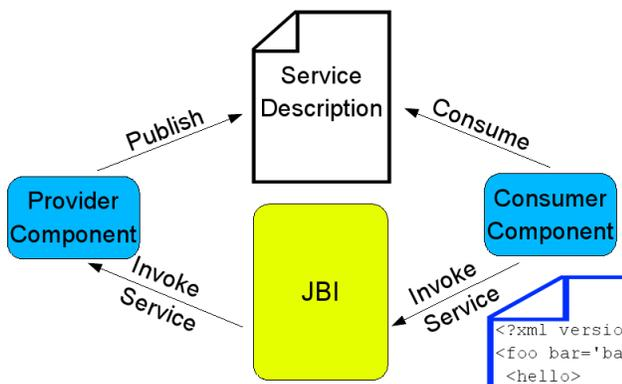 Service
Description
Publish
Consume
Provider
Component
Consumer
Component
JBI
Invoke
Service
Invoke
Service
<?xml versio
<foo bar='ba
<hello>